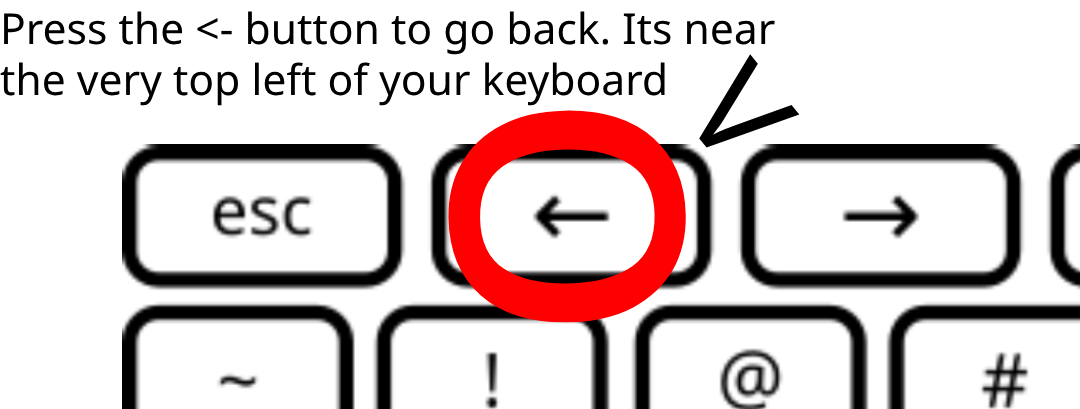 Press the <- button to go back. Its near
the very top left of your keyboard
esc ← →
~ ! @ #